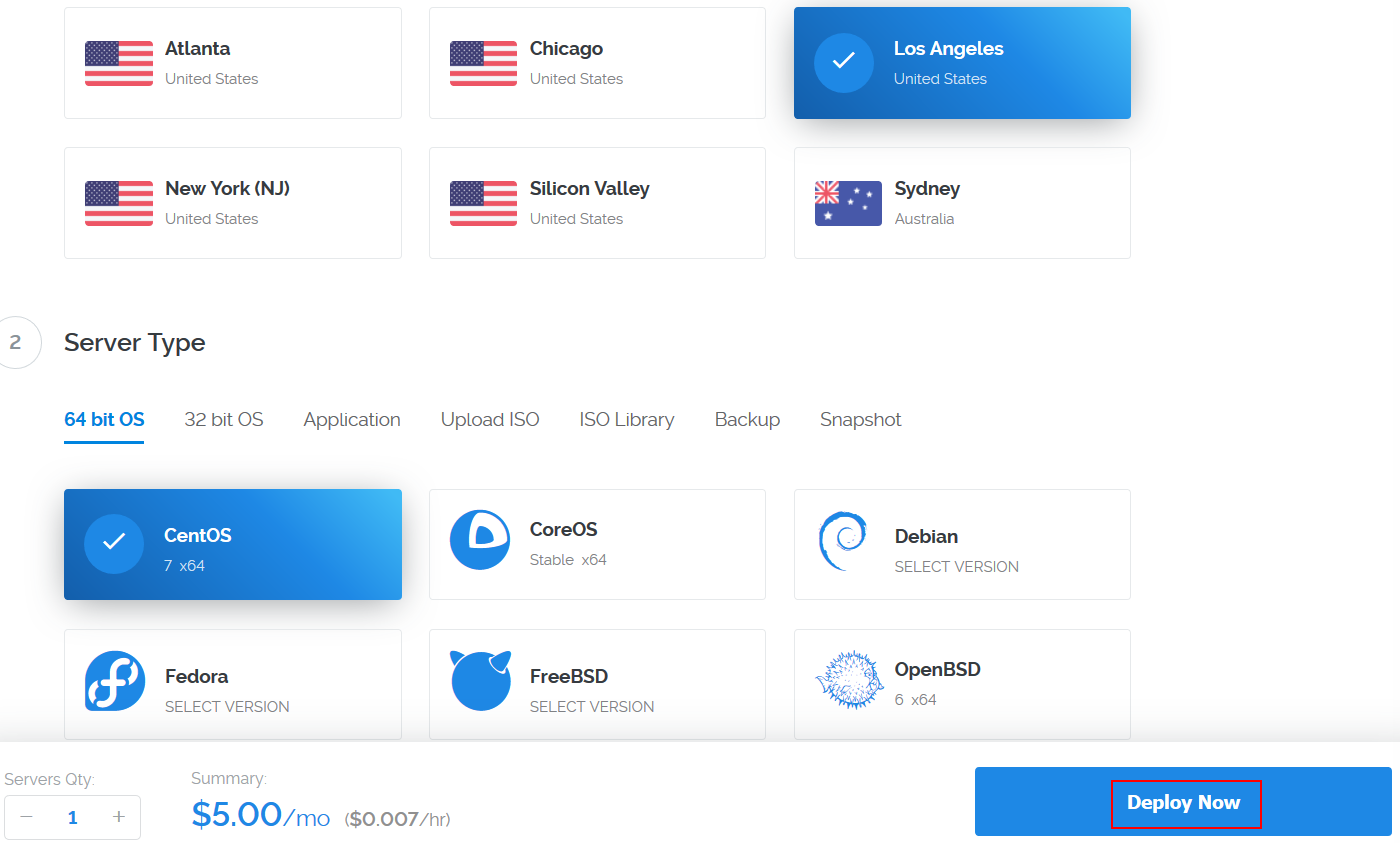 Atlanta
United States
Chicago
United States
Los Angeles
United States
New York (NJ)
United States
Silicon Valley
United States
Sydney
Australia
2
Server Type
64 bit OS
32 bit OS
Application
Upload ISO
ISO Library
Backup
Snapshot
CentOS
7 x64
CoreOS
Stable x64
Debian
SELECT VERSION
Fedora
SELECT VERSION
FreeBSD
SELECT VERSION
OpenBSD
6 x64
Servers Qty:
− 1 +
Summary:
$5.00/mo ($0.007/hr)
Deploy Now